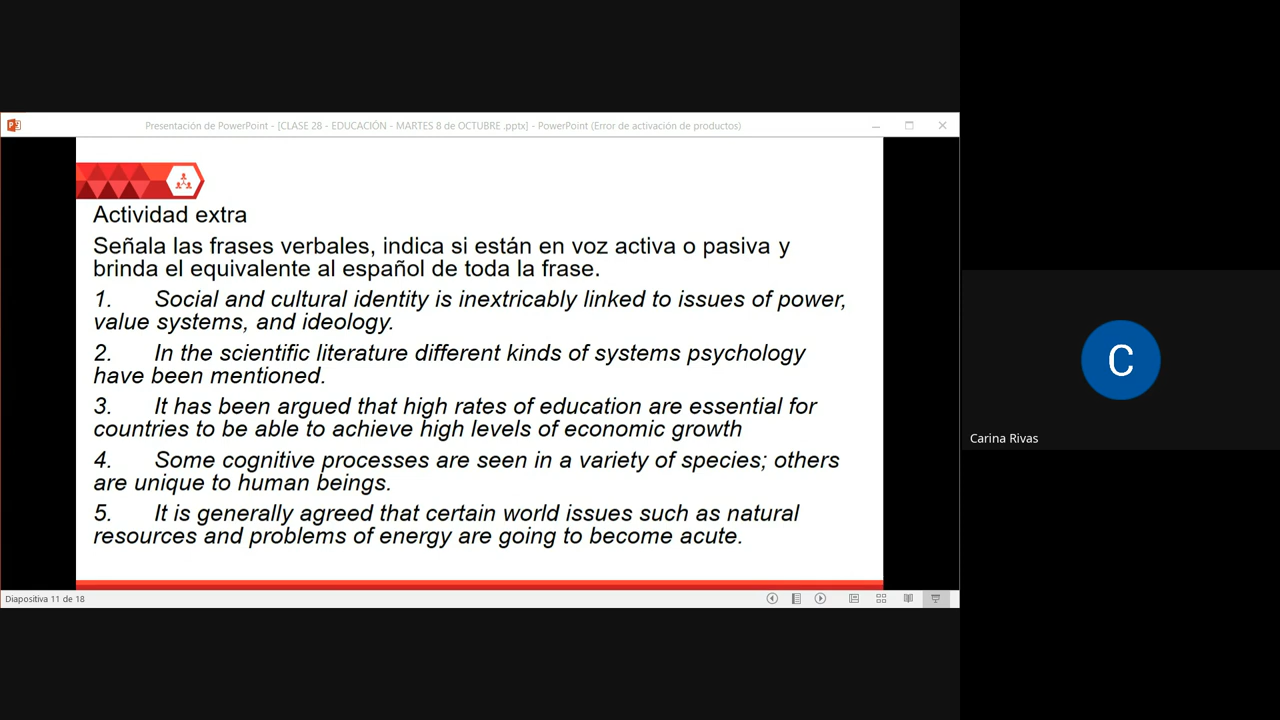 Presentación de PowerPoint - [CLASE 28 - EDUCACIÓN - MARTES 8 de OCTUBRE .pptx] - PowerPoint (Error de activación de productos)
Actividad extra
Señala las frases verbales, indica si están en voz activa o pasiva y
brinda el equivalente al español de toda la frase.
1. Social and cultural identity is inextricably linked to issues of power,
value systems, and ideology.
2. In the scientific literature different kinds of systems psychology
have been mentioned.
3. It has been argued that high rates of education are essential for
countries to be able to achieve high levels of economic growth
4. Some cognitive processes are seen in a variety of species; others
are unique to human beings.
5. It is generally agreed that certain world issues such as natural
resources and problems of energy are going to become acute.
Diapositiva 11 de 18
C
Carina Rivas